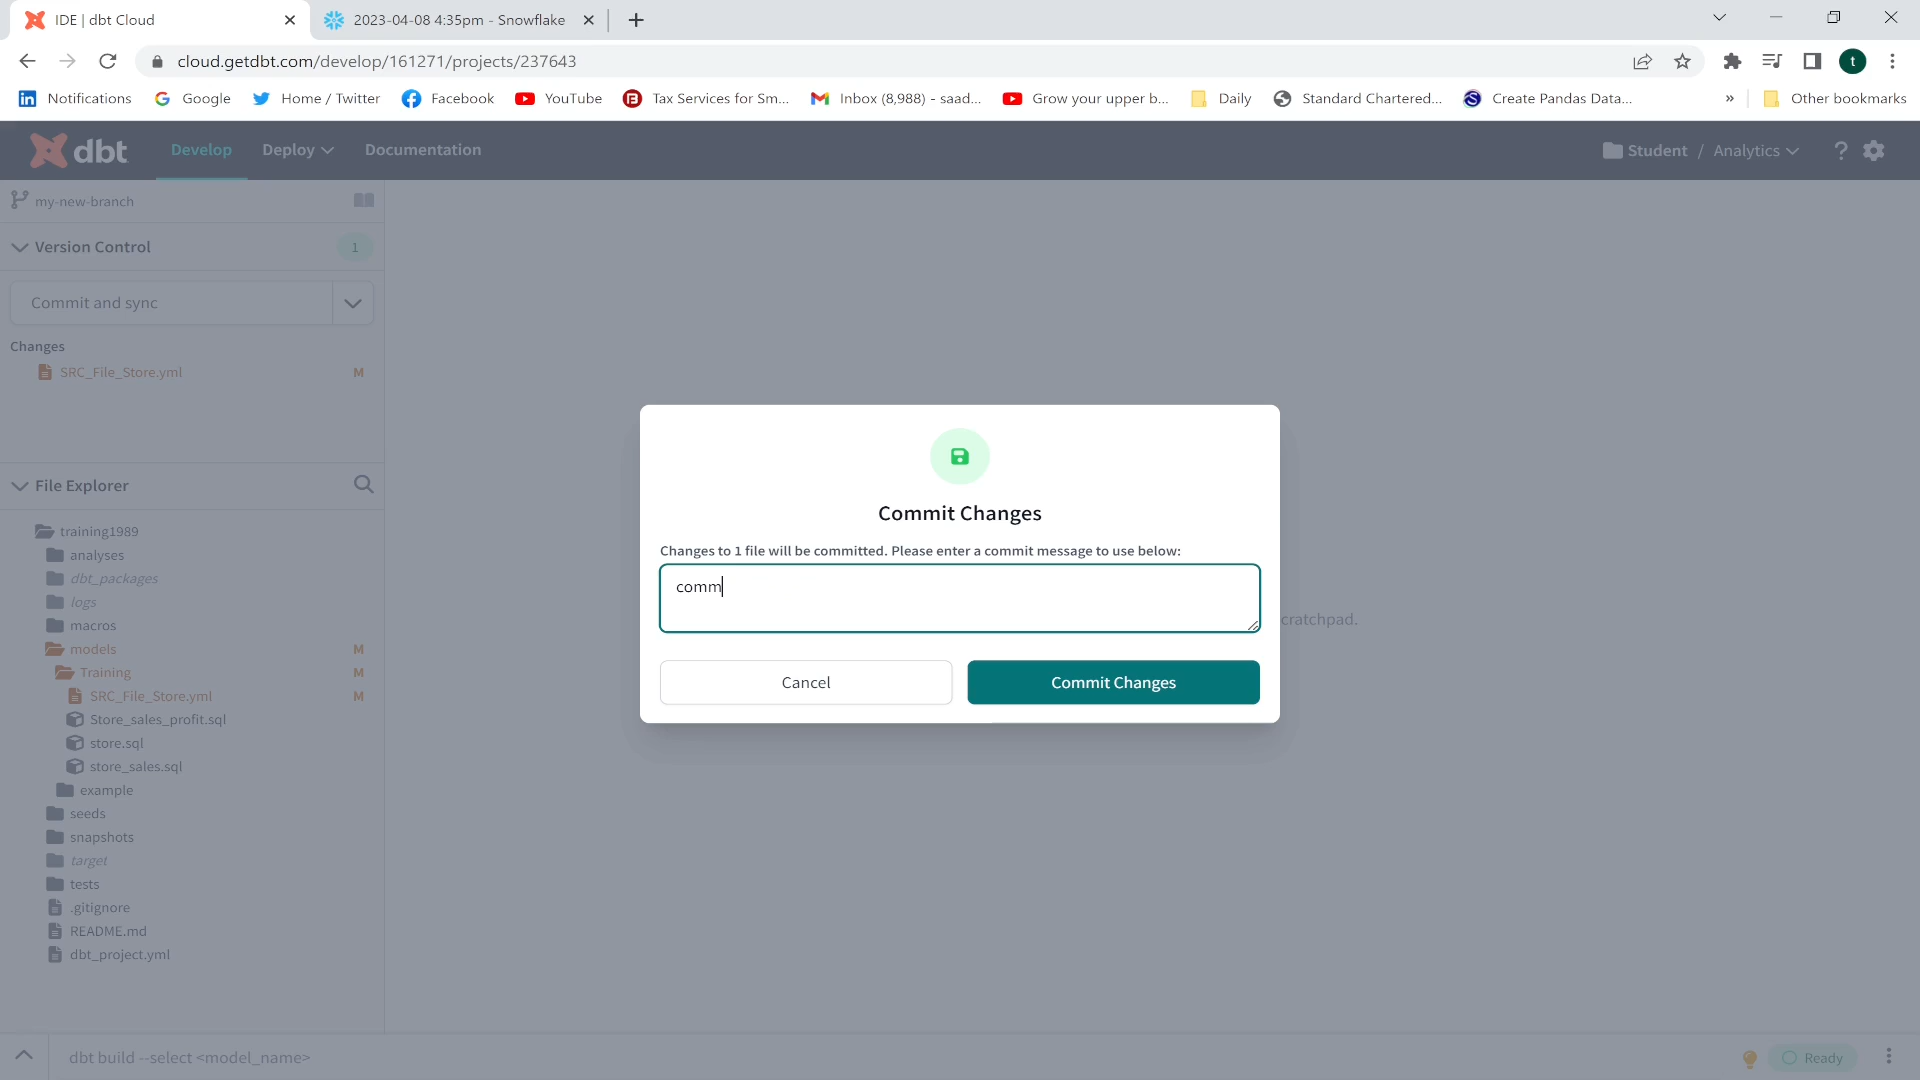 IDE | dbt Cloud
2023-04-08 4:35pm - Snowflake
cloud.getdbt.com/develop/161271/projects/237643
t
Notifications
Google
Home / Twitter
Facebook
YouTube
Tax Services for Sm...
Inbox (8,988) - saad...
Grow your upper b...
Daily
Standard Chartered...
Create Pandas Data...
»
Other bookmarks
dbt
Develop
Deploy
Documentation
Student / Analytics
?
my-new-branch
Version Control
1
Commit and sync
Changes
SRC_File_Store.yml M
File Explorer
training1989
analyses
dbt_packages
logs
macros
models M
Training M
SRC_File_Store.yml M
Store_sales_profit.sql
store.sql
store_sales.sql
example
seeds
snapshots
target
tests
.gitignore
README.md
dbt_project.yml
Commit Changes
Changes to 1 file will be committed. Please enter a commit message to use below:
comm
cratchpad.
Cancel
Commit Changes
dbt build --select <model_name>
Ready